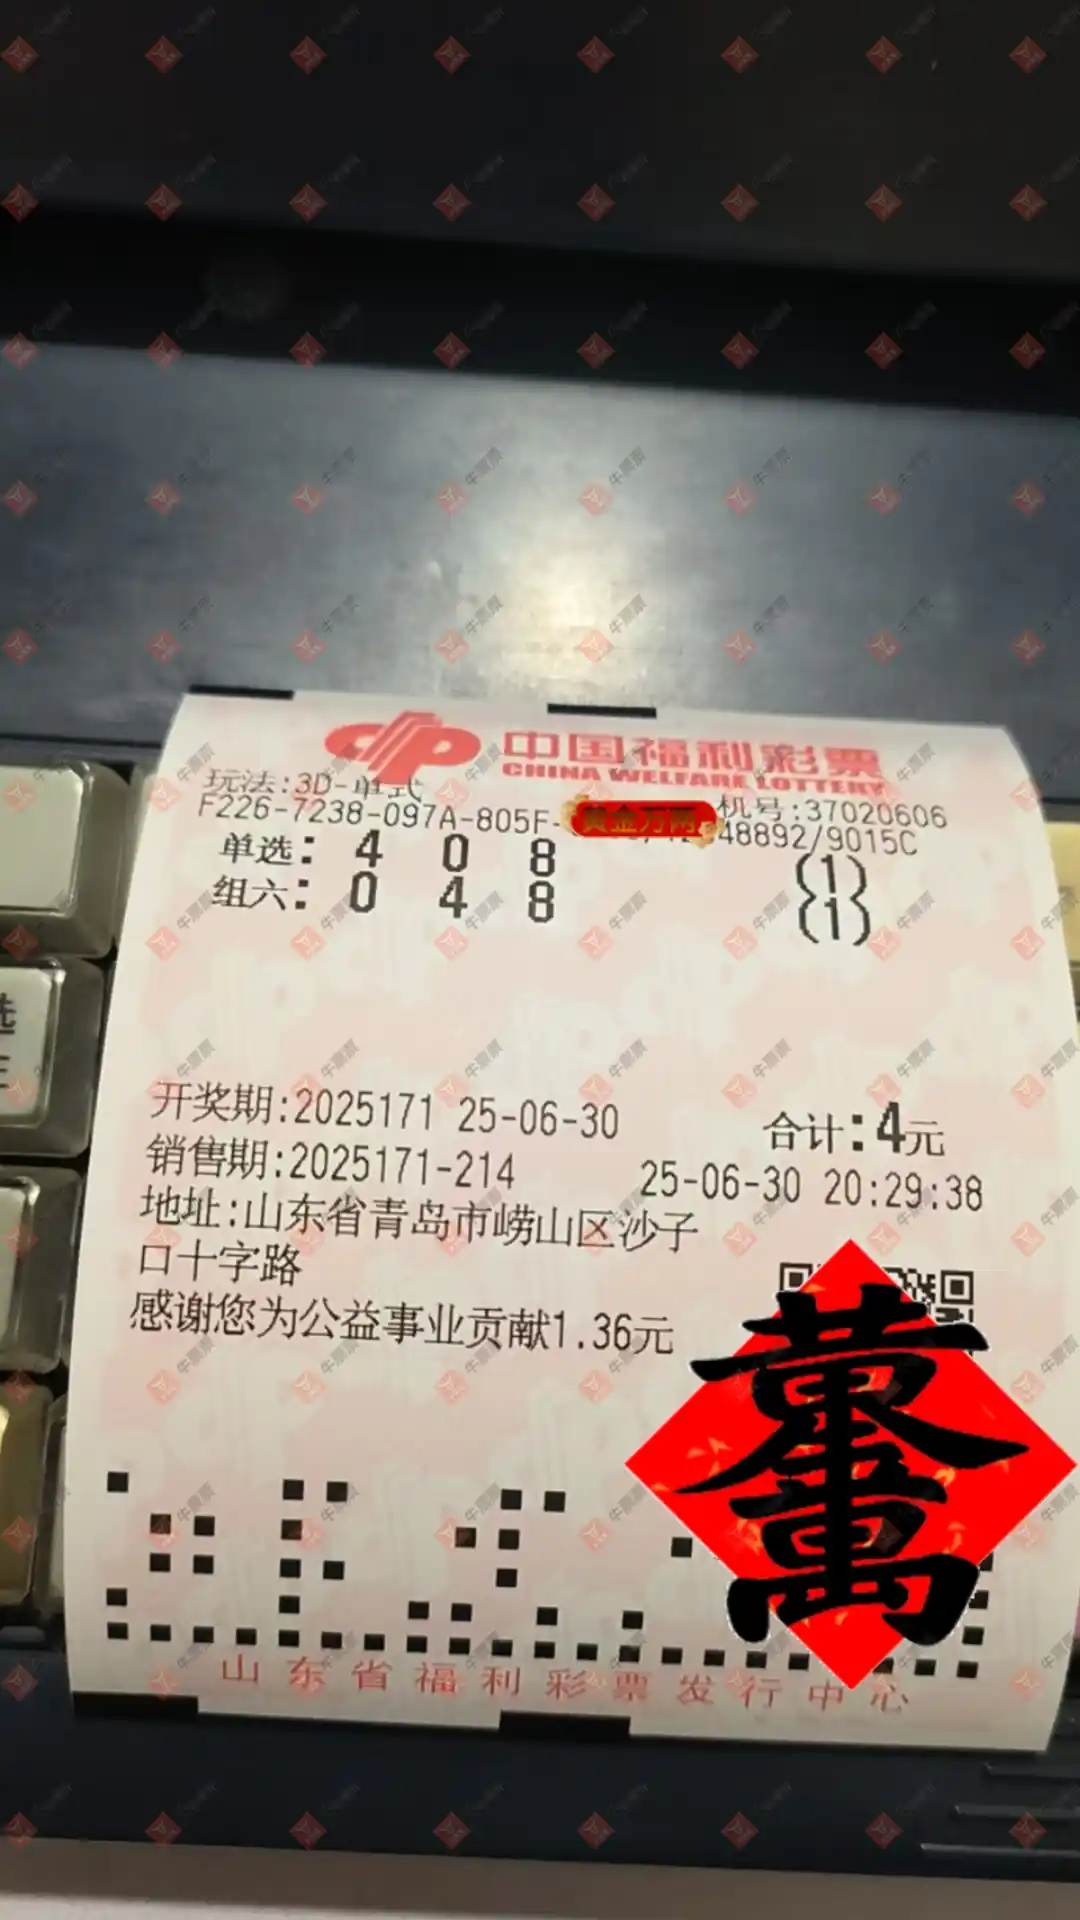 中国福利彩票
CHINA WELFARE LOTTERY
玩法:3D-单式
机号:37020606
F226-7238-097A-805F-
黄金万两
48892/9015C
单选: 4 0 8 (1)
组六: 0 4 8 (1)
开奖期:2025171 25-06-30
合计:4元
销售期:2025171-214
25-06-30 20:29:38
地址:山东省青岛市崂山区沙子
口十字路
感谢您为公益事业贡献1.36元
山东省福利彩票发行中心
牛票票